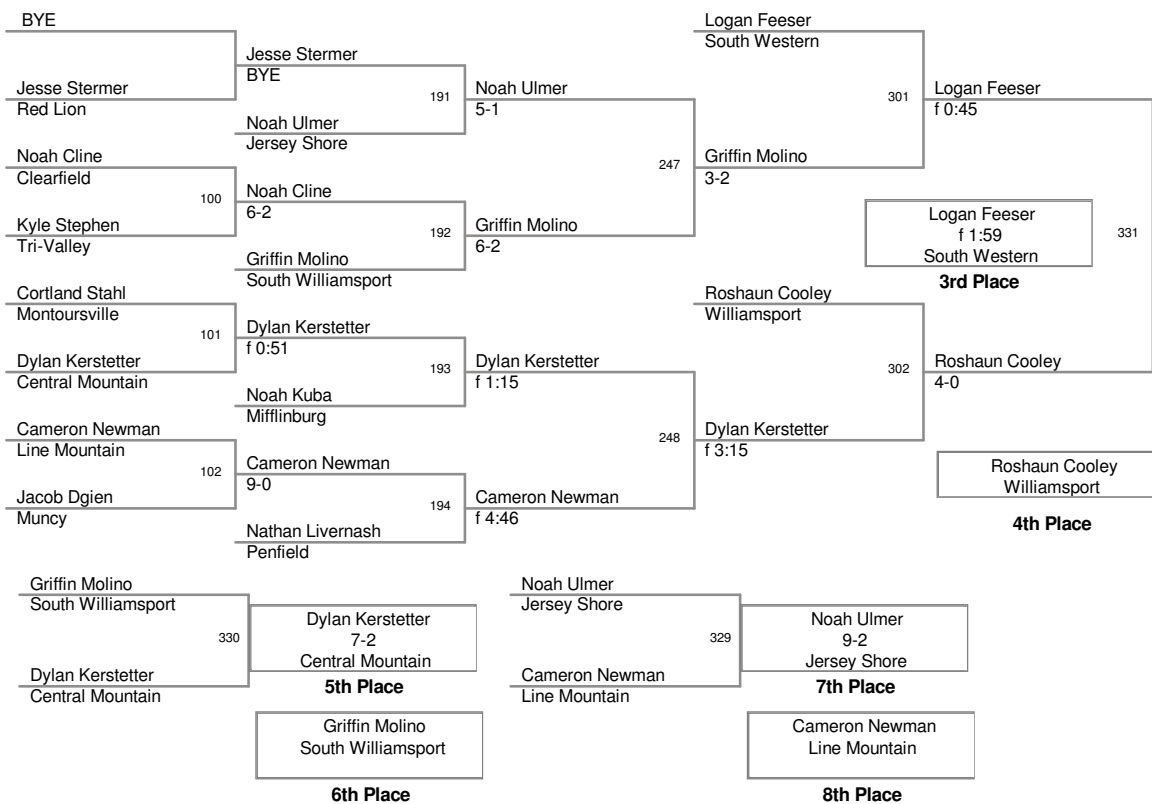 BYE
Jesse Stermer
Red Lion
Noah Cline
Clearfield
100
Kyle Stephen
Tri-Valley
Cortland Stahl
Montoursville
101
Dylan Kerstetter
Central Mountain
Cameron Newman
Line Mountain
102
Jacob Dgien
Muncy
Jesse Stermer
BYE
191
Noah Ulmer
Jersey Shore
Noah Cline
6-2
192
Griffin Molino
South Williamsport
Dylan Kerstetter
f 0:51
193
Noah Kuba
Mifflinburg
Cameron Newman
9-0
194
Nathan Livernash
Penfield
Noah Ulmer
5-1
247
Griffin Molino
6-2
Dylan Kerstetter
f 1:15
248
Cameron Newman
f 4:46
Logan Feeser
South Western
301
Griffin Molino
3-2
Roshaun Cooley
Williamsport
302
Dylan Kerstetter
f 3:15
Logan Feeser
f 0:45
331
Roshaun Cooley
4-0
Logan Feeser
f 1:59
South Western
3rd Place
Roshaun Cooley
Williamsport
4th Place
Griffin Molino
South Williamsport
330
Dylan Kerstetter
Central Mountain
Dylan Kerstetter
7-2
Central Mountain
5th Place
Griffin Molino
South Williamsport
6th Place
Noah Ulmer
Jersey Shore
329
Cameron Newman
Line Mountain
Noah Ulmer
9-2
Jersey Shore
7th Place
Cameron Newman
Line Mountain
8th Place